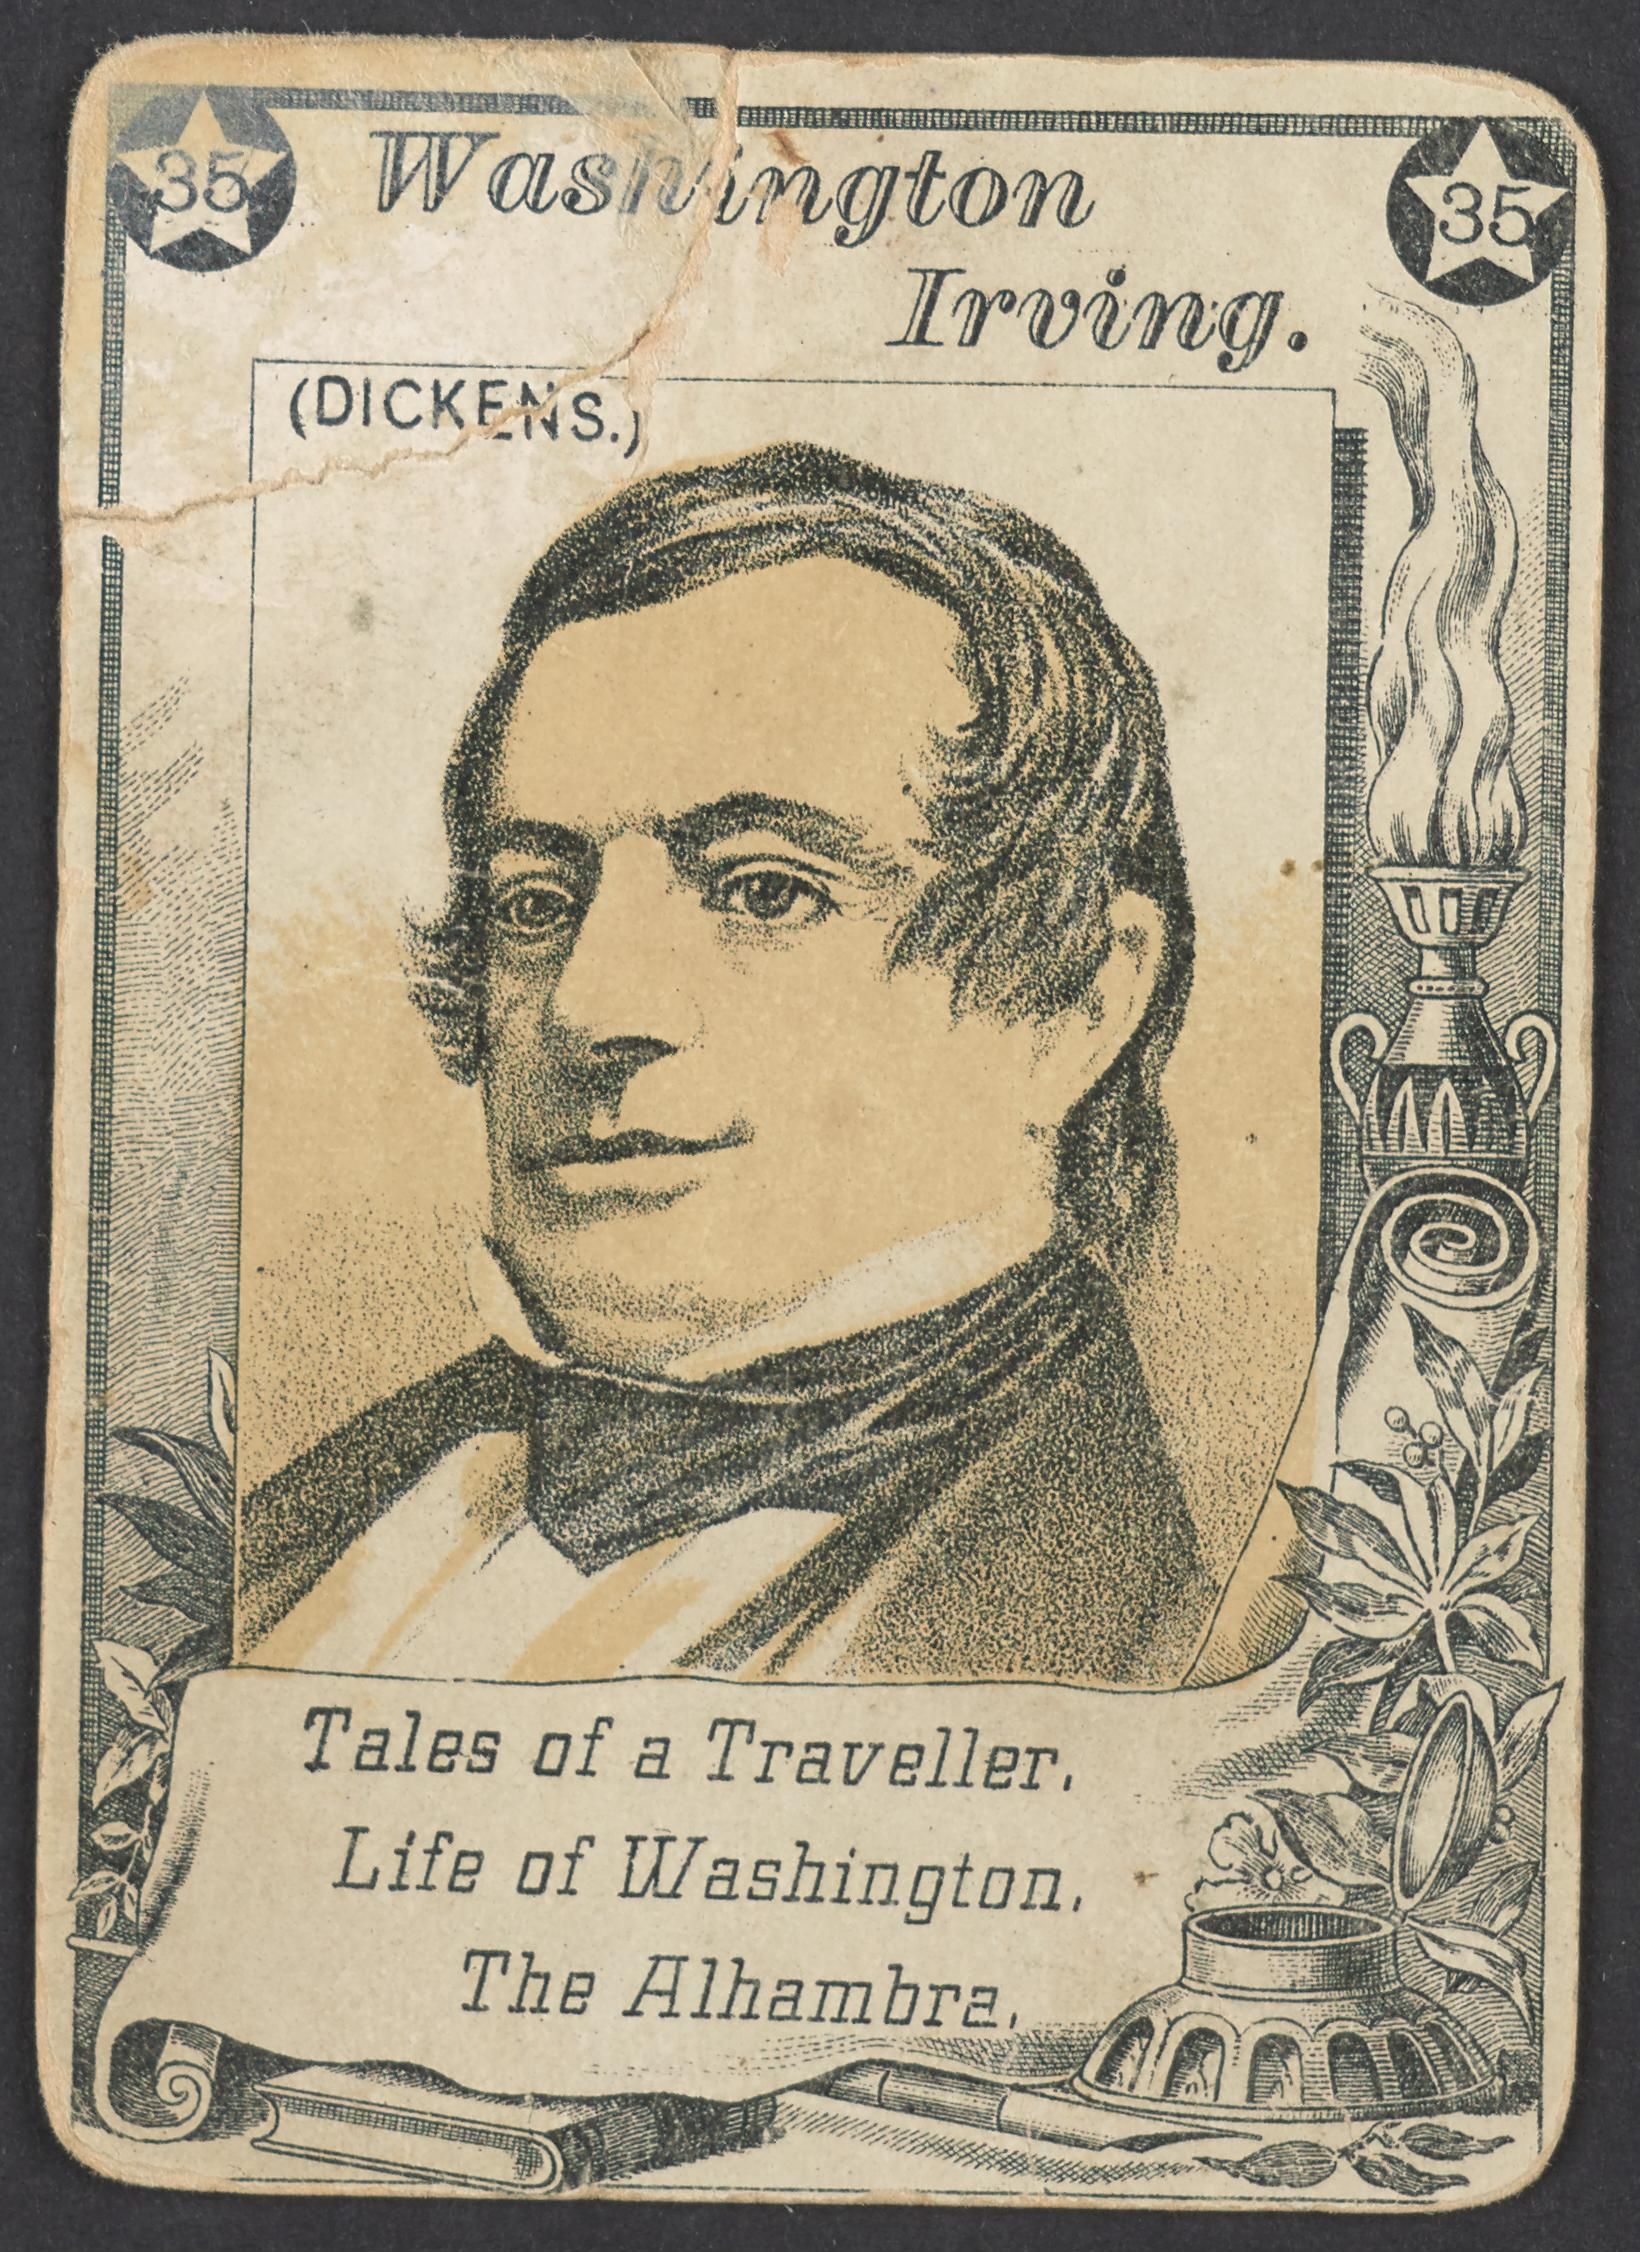 35 Washington 35
Irving.
(DICKENS.)
Tales of a Traveller.
Life of Washington.
The Alhambra.